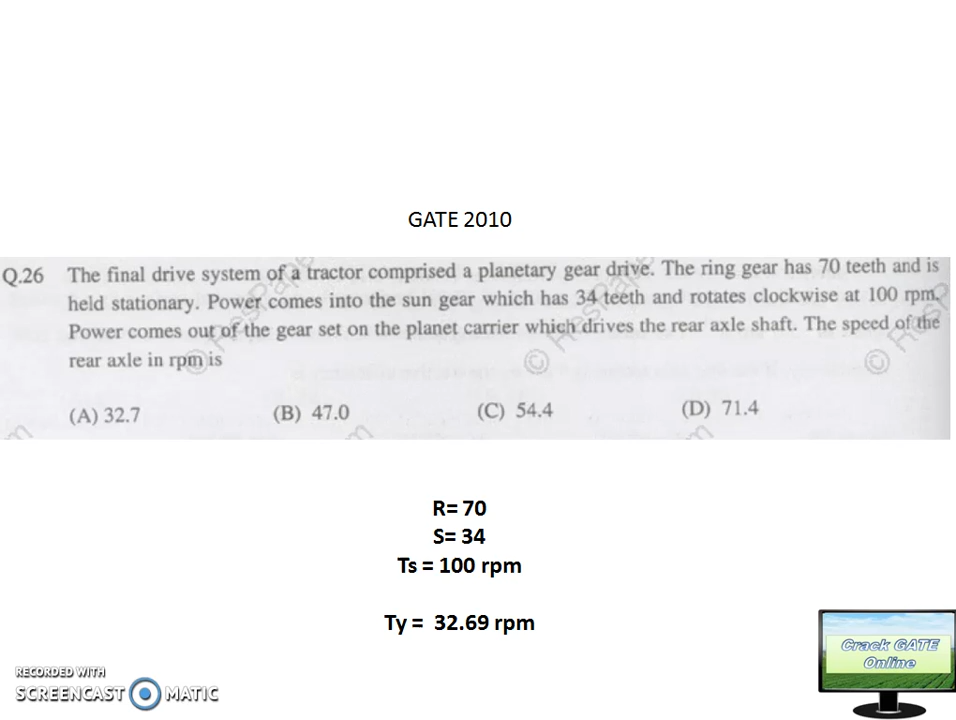 GATE 2010
Q.26 The final drive system of a tractor comprised a planetary gear drive. The ring gear has 70 teeth and is
held stationary. Power comes into the sun gear which has 34 teeth and rotates clockwise at 100 rpm.
Power comes out of the gear set on the planet carrier which drives the rear axle shaft. The speed of the
rear axle in rpm is
(A) 32.7 (B) 47.0 (C) 54.4 (D) 71.4
R= 70
S= 34
Ts = 100 rpm
Ty = 32.69 rpm
Crack GATE
Online
RECORDED WITH
SCREENCAST MATIC